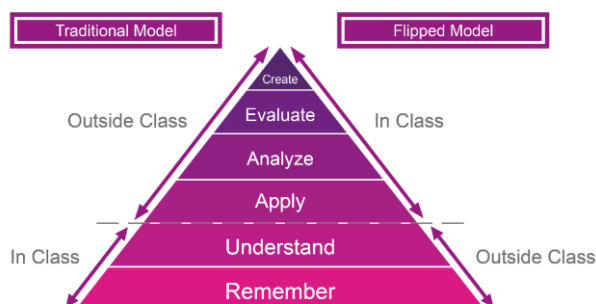 Traditional Model
Flipped Model
Create
Outside Class
Evaluate
In Class
Analyze
Apply
In Class
Understand
Outside Class
Remember